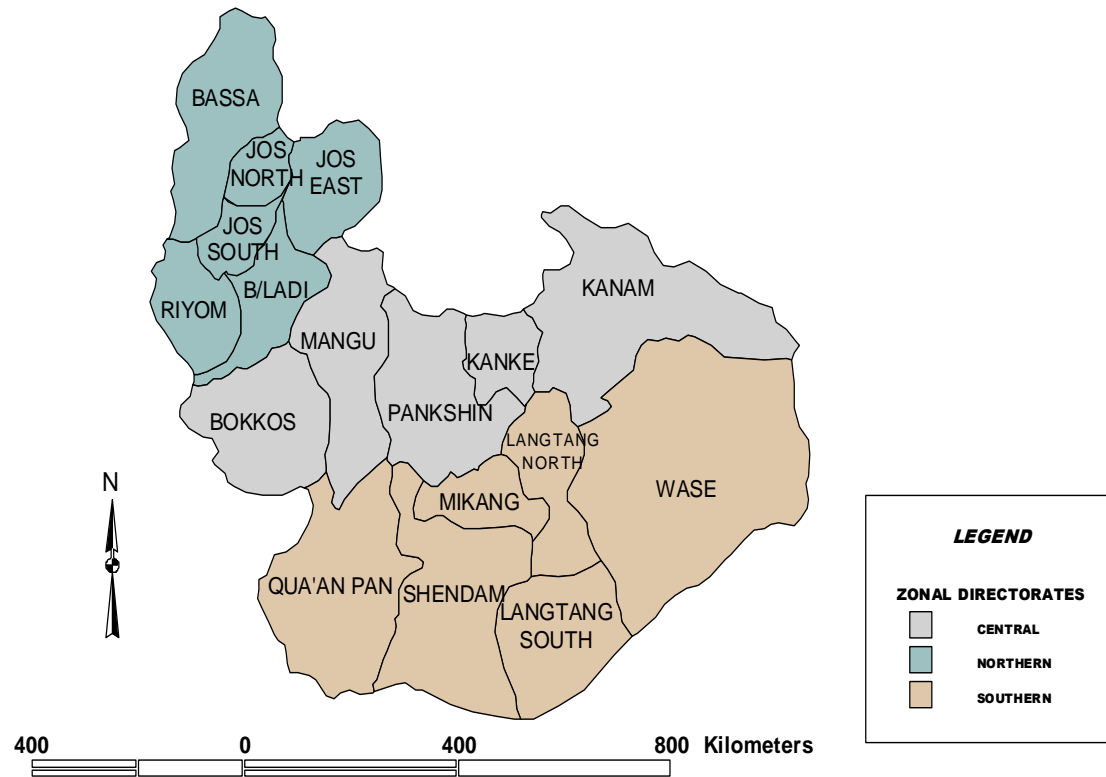 BASSA
JOS
NORTH
JOS
EAST
JOS
SOUTH
B/LADI
RIYOM
KANAM
MANGU
KANKE
BOKKOS
PANKSHIN
LANGTANG
NORTH
MIKANG
WASE
QUA'AN PAN
SHENDAM
LANGTANG
SOUTH
N
LEGEND
ZONAL DIRECTORATES
CENTRAL
NORTHERN
SOUTHERN
400 0 400 800 Kilometers